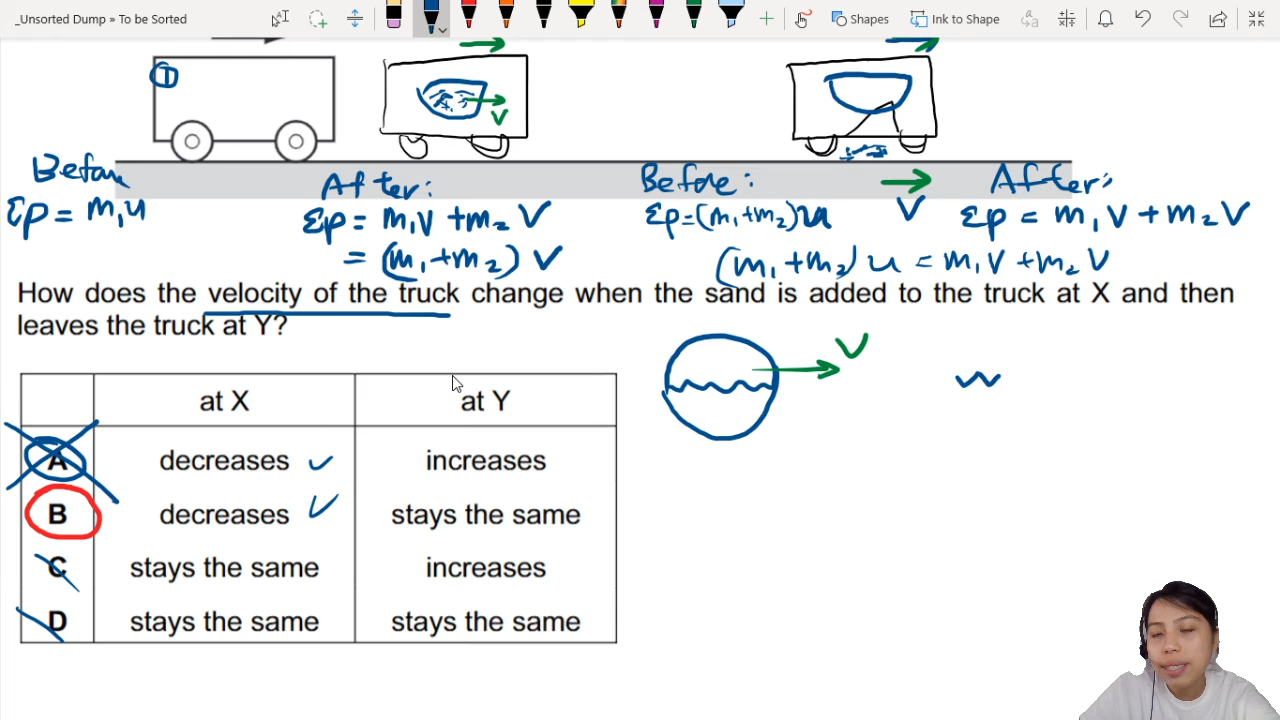 _Unsorted Dump » To be Sorted
Shapes
Ink to Shape
T
V
Before
Σp = m₁u
After:
Σp = m₁V + m₂ V
= (m₁+m₂) V
Before:
Σp=(m₁+m₂)u
V
After:
Σp = m₁V + m₂V
(m₁+m₂) u = m₁V + m₂V
How does the velocity of the truck change when the sand is added to the truck at X and then
leaves the truck at Y?
V
at X at Y
A decreases ✓ increases
B decreases ✓ stays the same
C stays the same increases
D stays the same stays the same